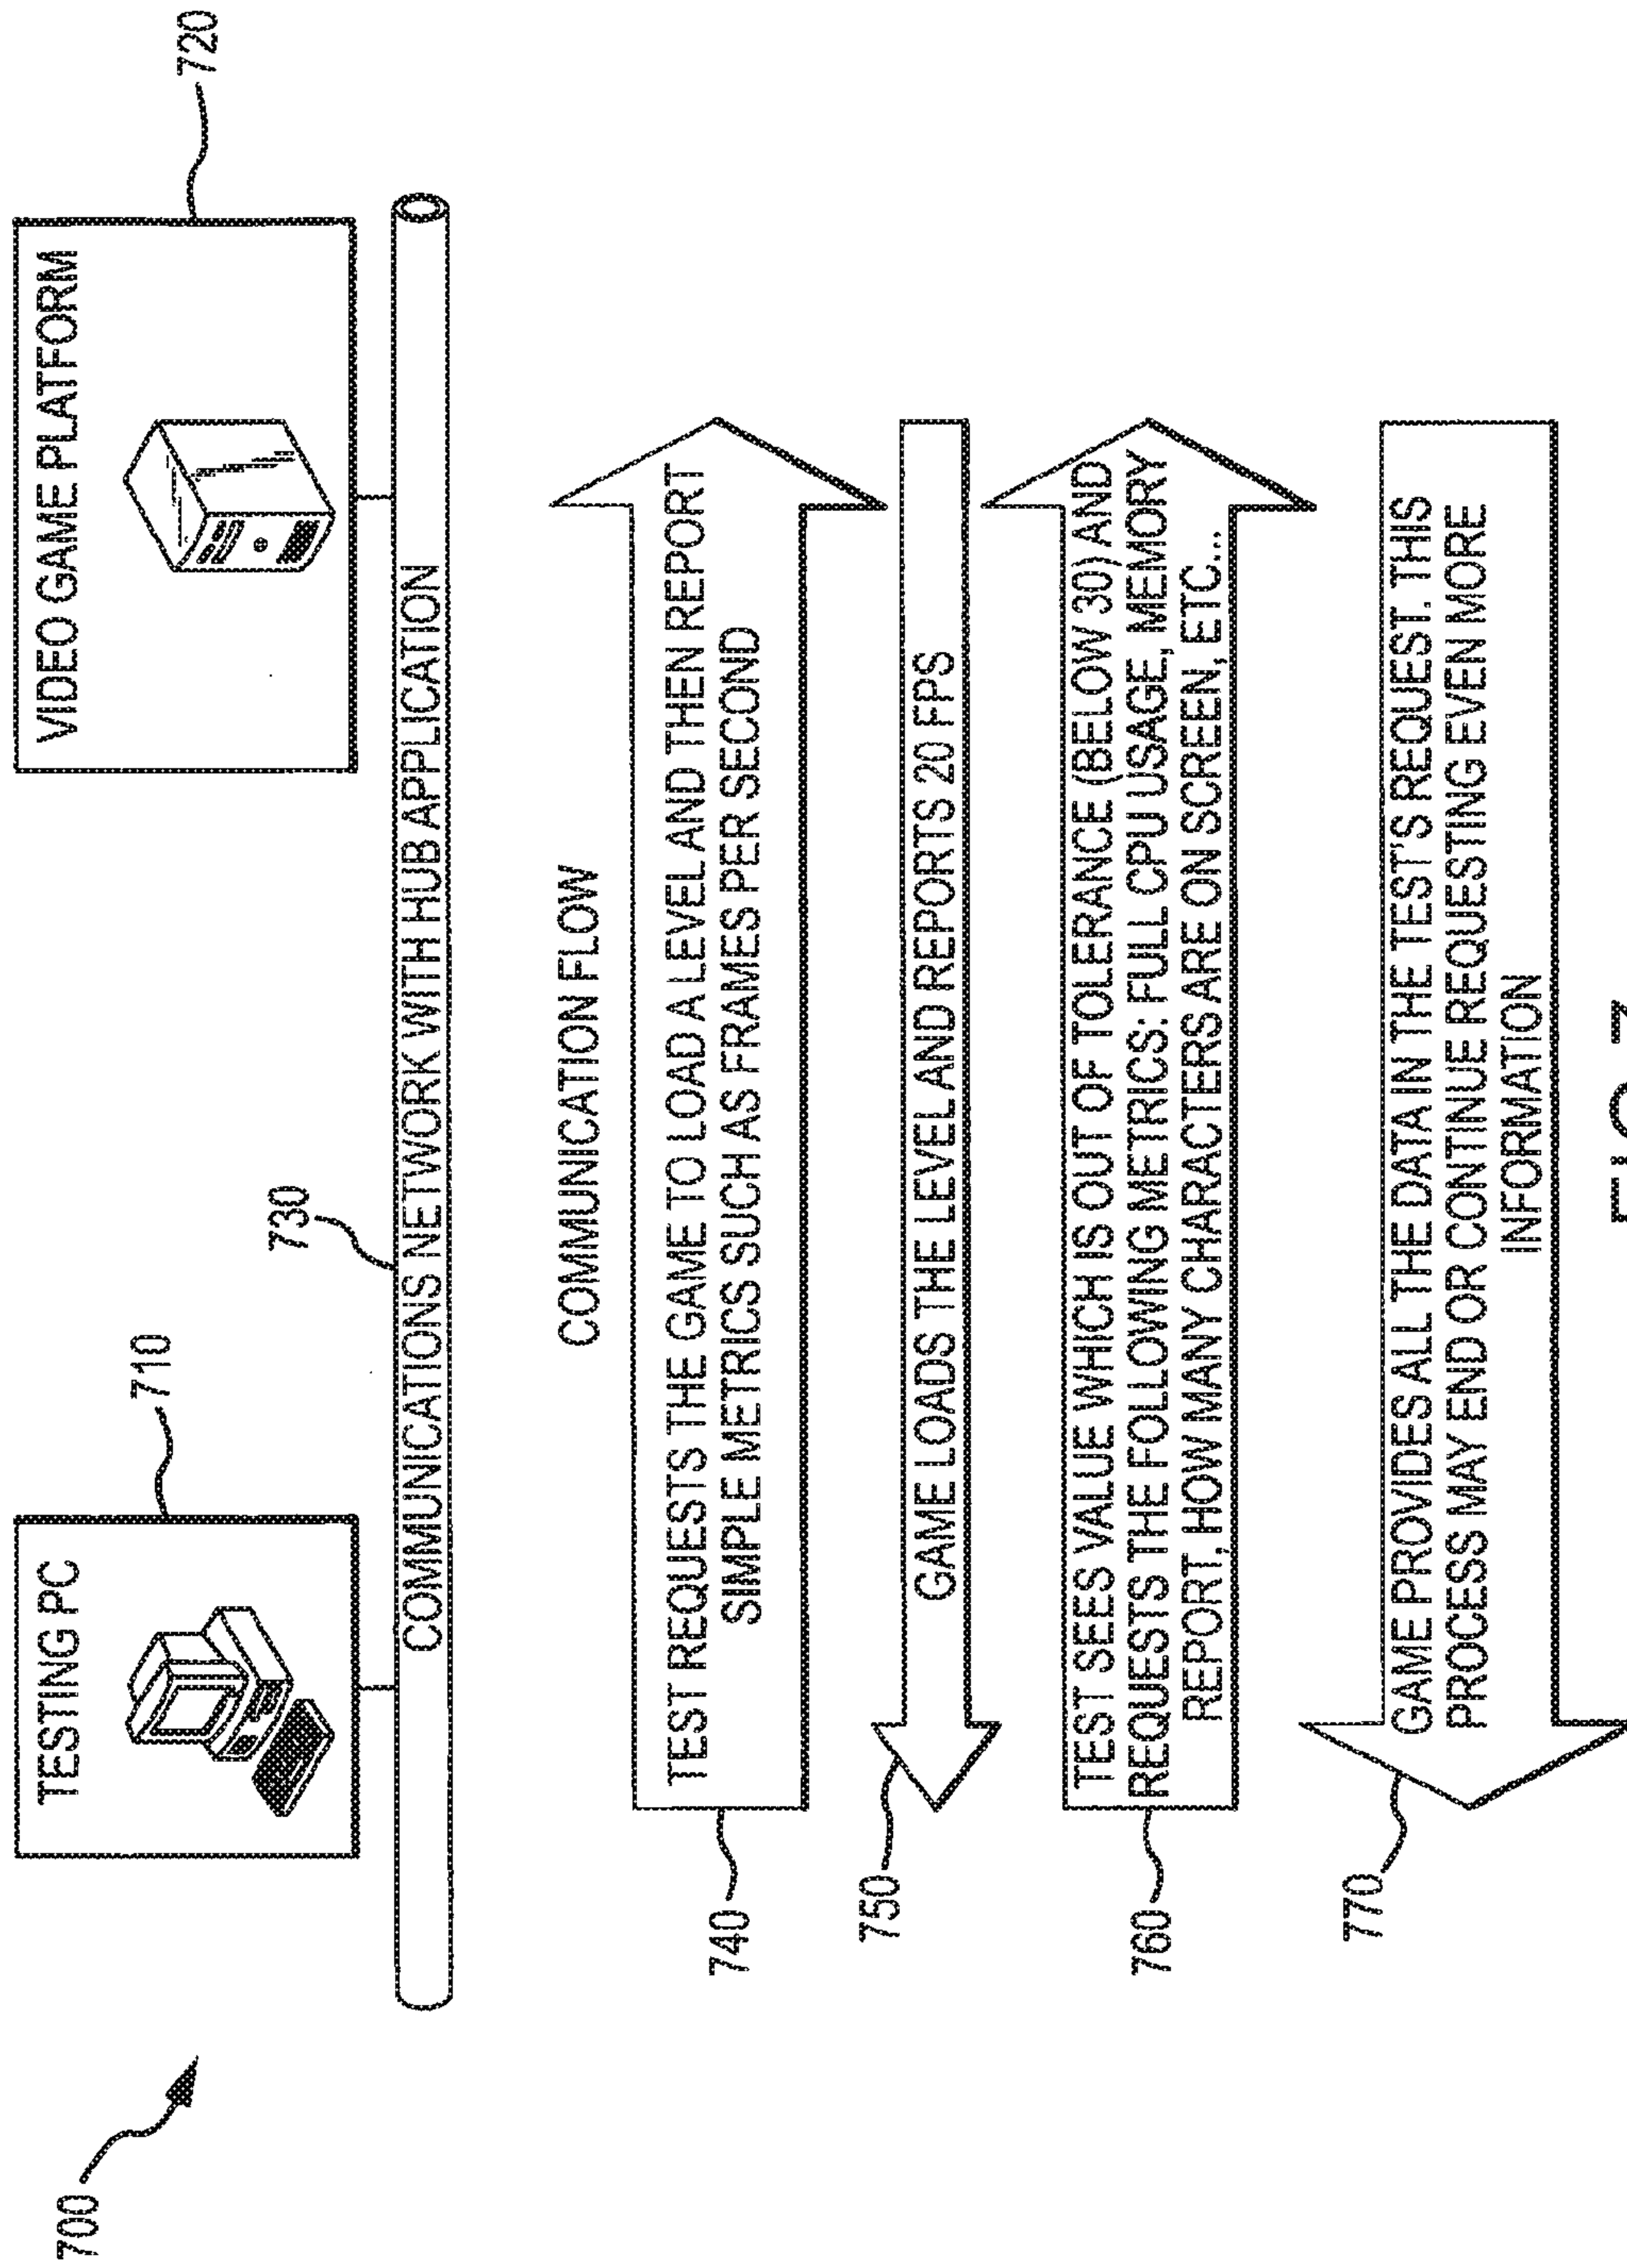 700
TESTING PC
710
VIDEO GAME PLATFORM
720
730
COMMUNICATIONS NETWORK WITH HUB APPLICATION
COMMUNICATION FLOW
740
TEST REQUESTS THE GAME TO LOAD A LEVEL AND THEN REPORT
SIMPLE METRICS SUCH AS FRAMES PER SECOND
750
GAME LOADS THE LEVEL AND REPORTS 20 FPS
760
TEST SEES VALUE WHICH IS OUT OF TOLERANCE (BELOW 30) AND
REQUESTS THE FOLLOWING METRICS: FULL CPU USAGE, MEMORY
REPORT, HOW MANY CHARACTERS ARE ON SCREEN, ETC...
770
GAME PROVIDES ALL THE DATA IN THE TEST'S REQUEST. THIS
PROCESS MAY END OR CONTINUE REQUESTING EVEN MORE
INFORMATION